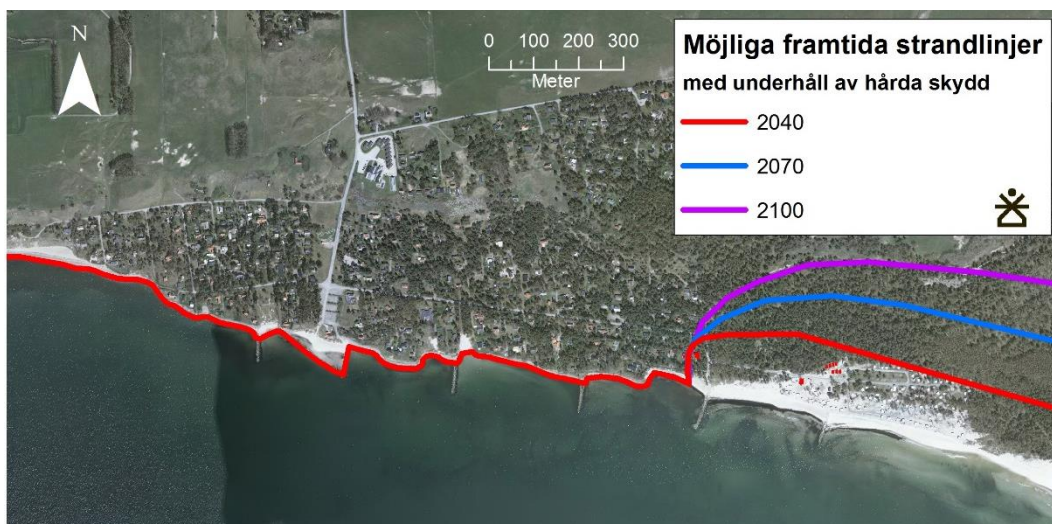 N
0 100 200 300
Meter
Möjliga framtida strandlinjer
med underhåll av hårda skydd
2040
2070
2100